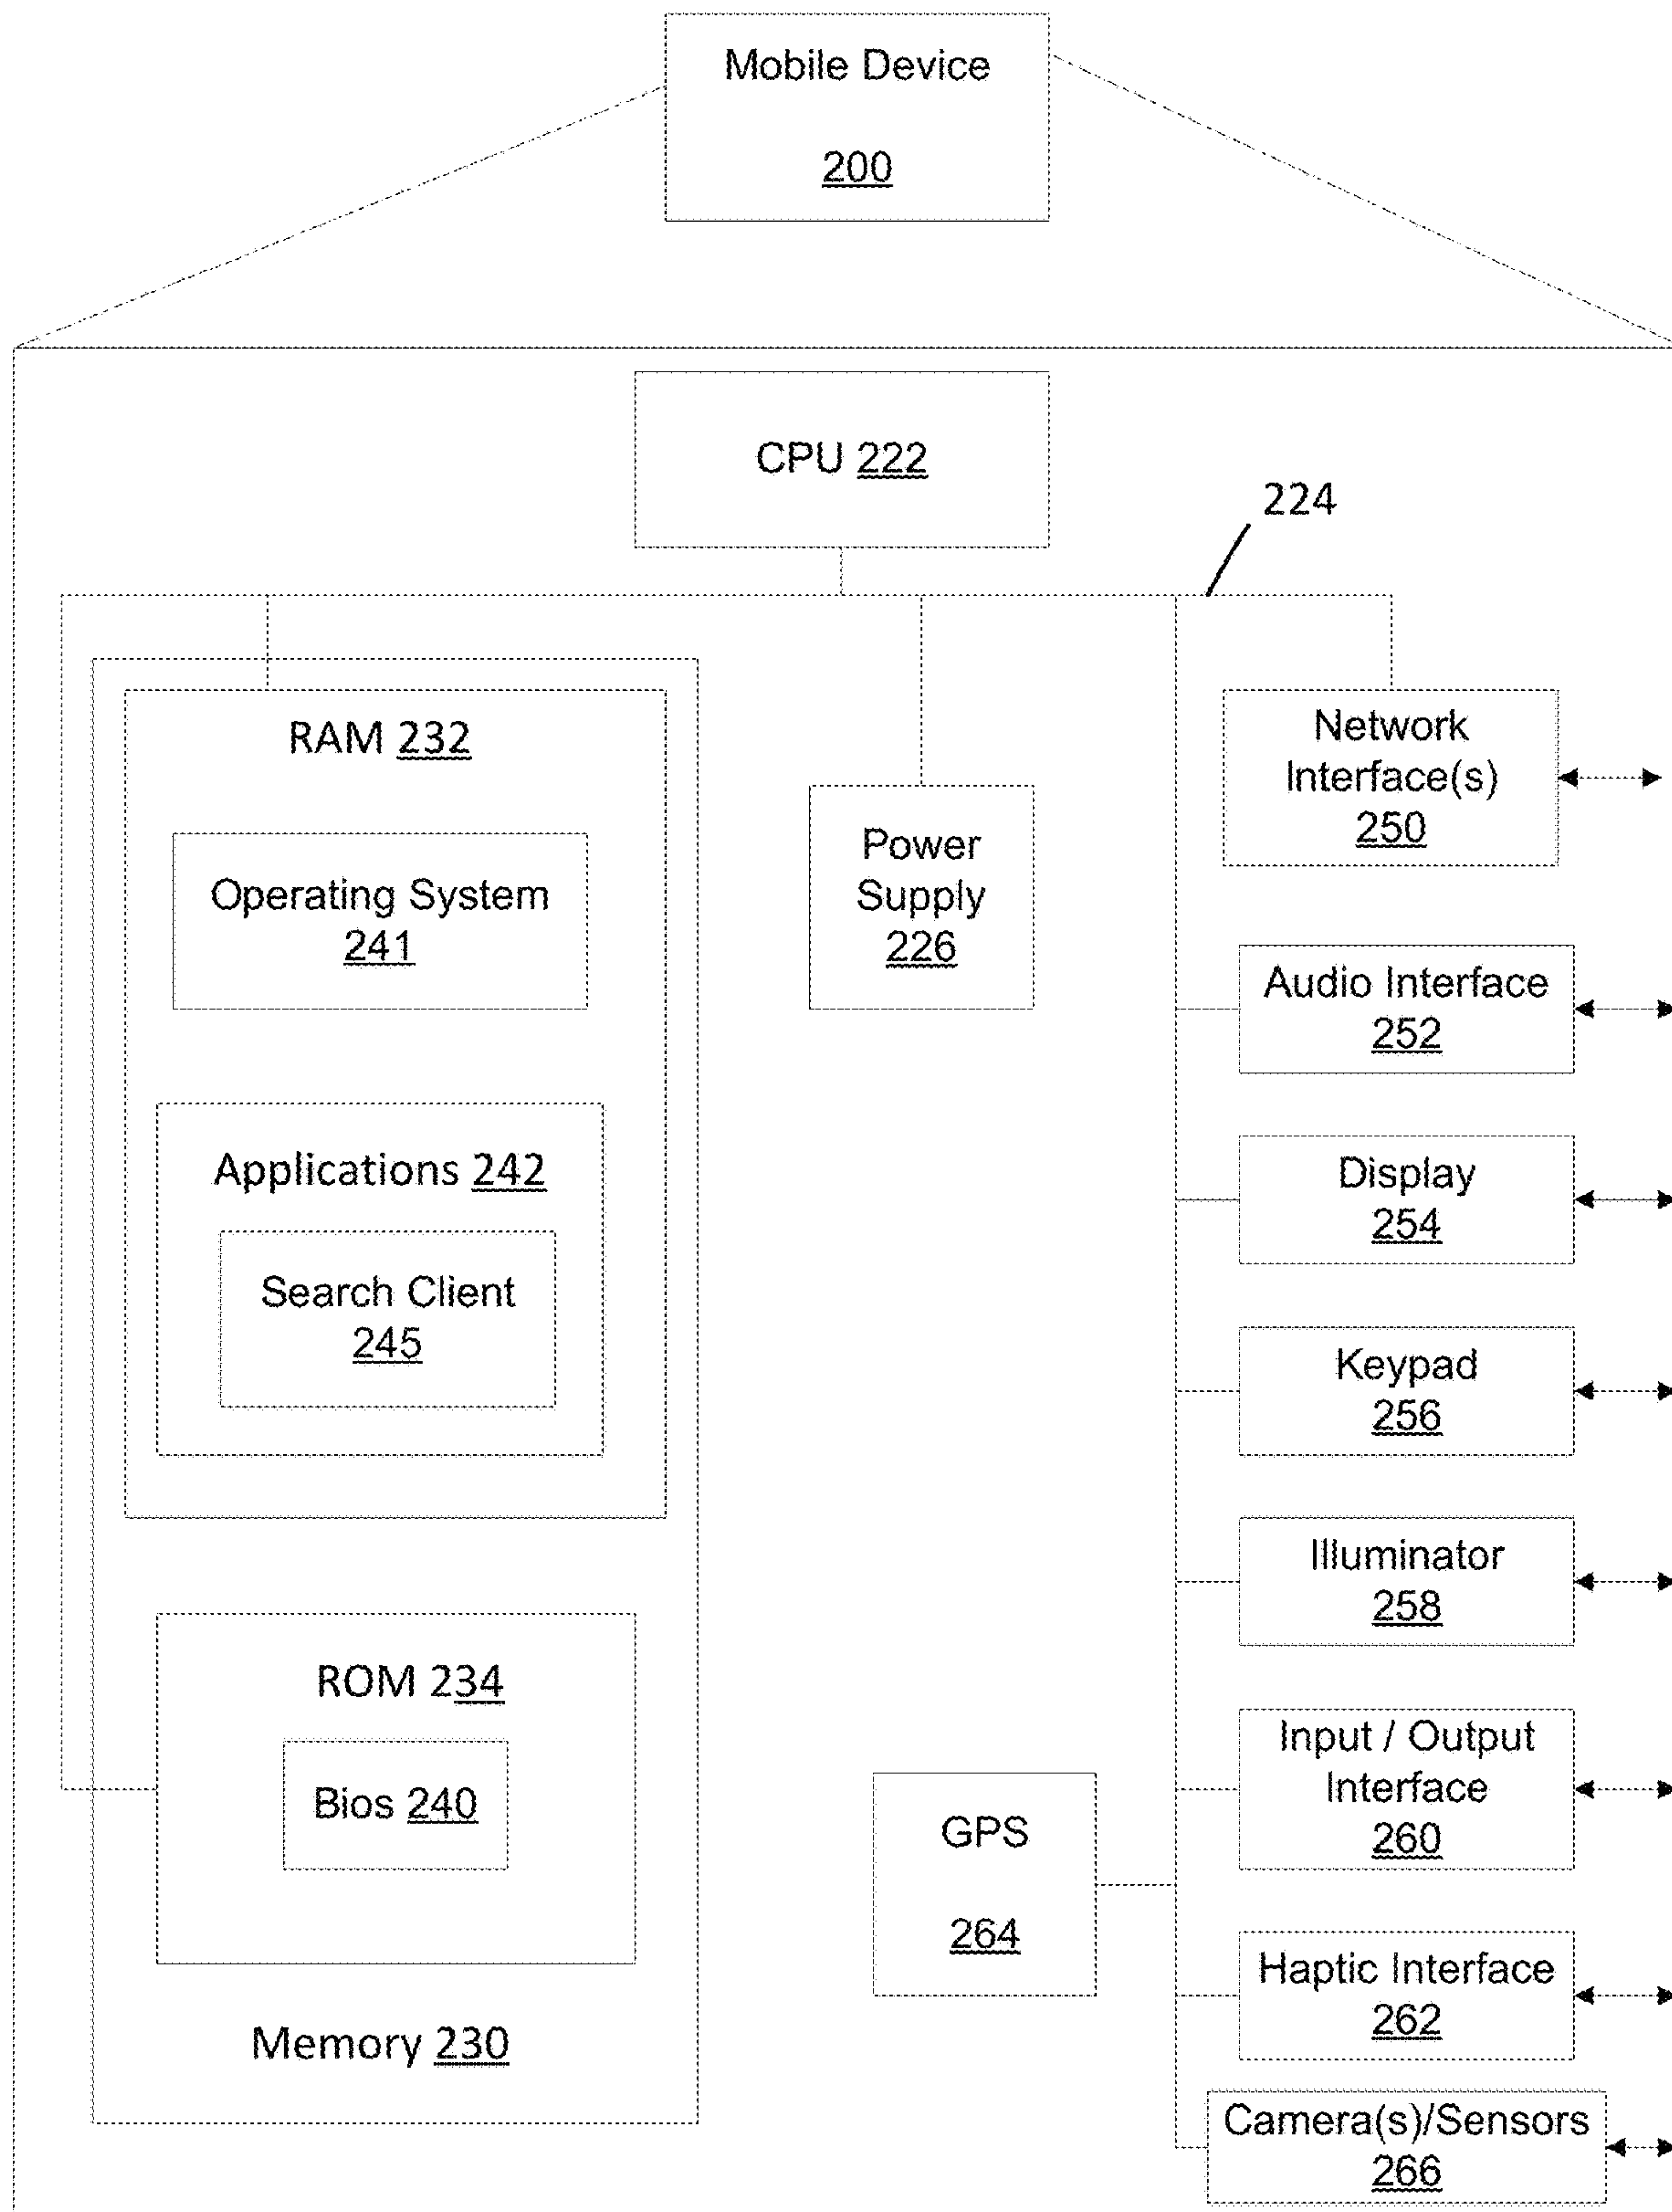 Mobile Device
200
CPU 222
224
RAM 232
Operating System
241
Applications 242
Search Client
245
ROM 234
Bios 240
Memory 230
Power
Supply
226
GPS
264
Network
Interface(s)
250
Audio Interface
252
Display
254
Keypad
256
Illuminator
258
Input / Output
Interface
260
Haptic Interface
262
Camera(s)/Sensors
266